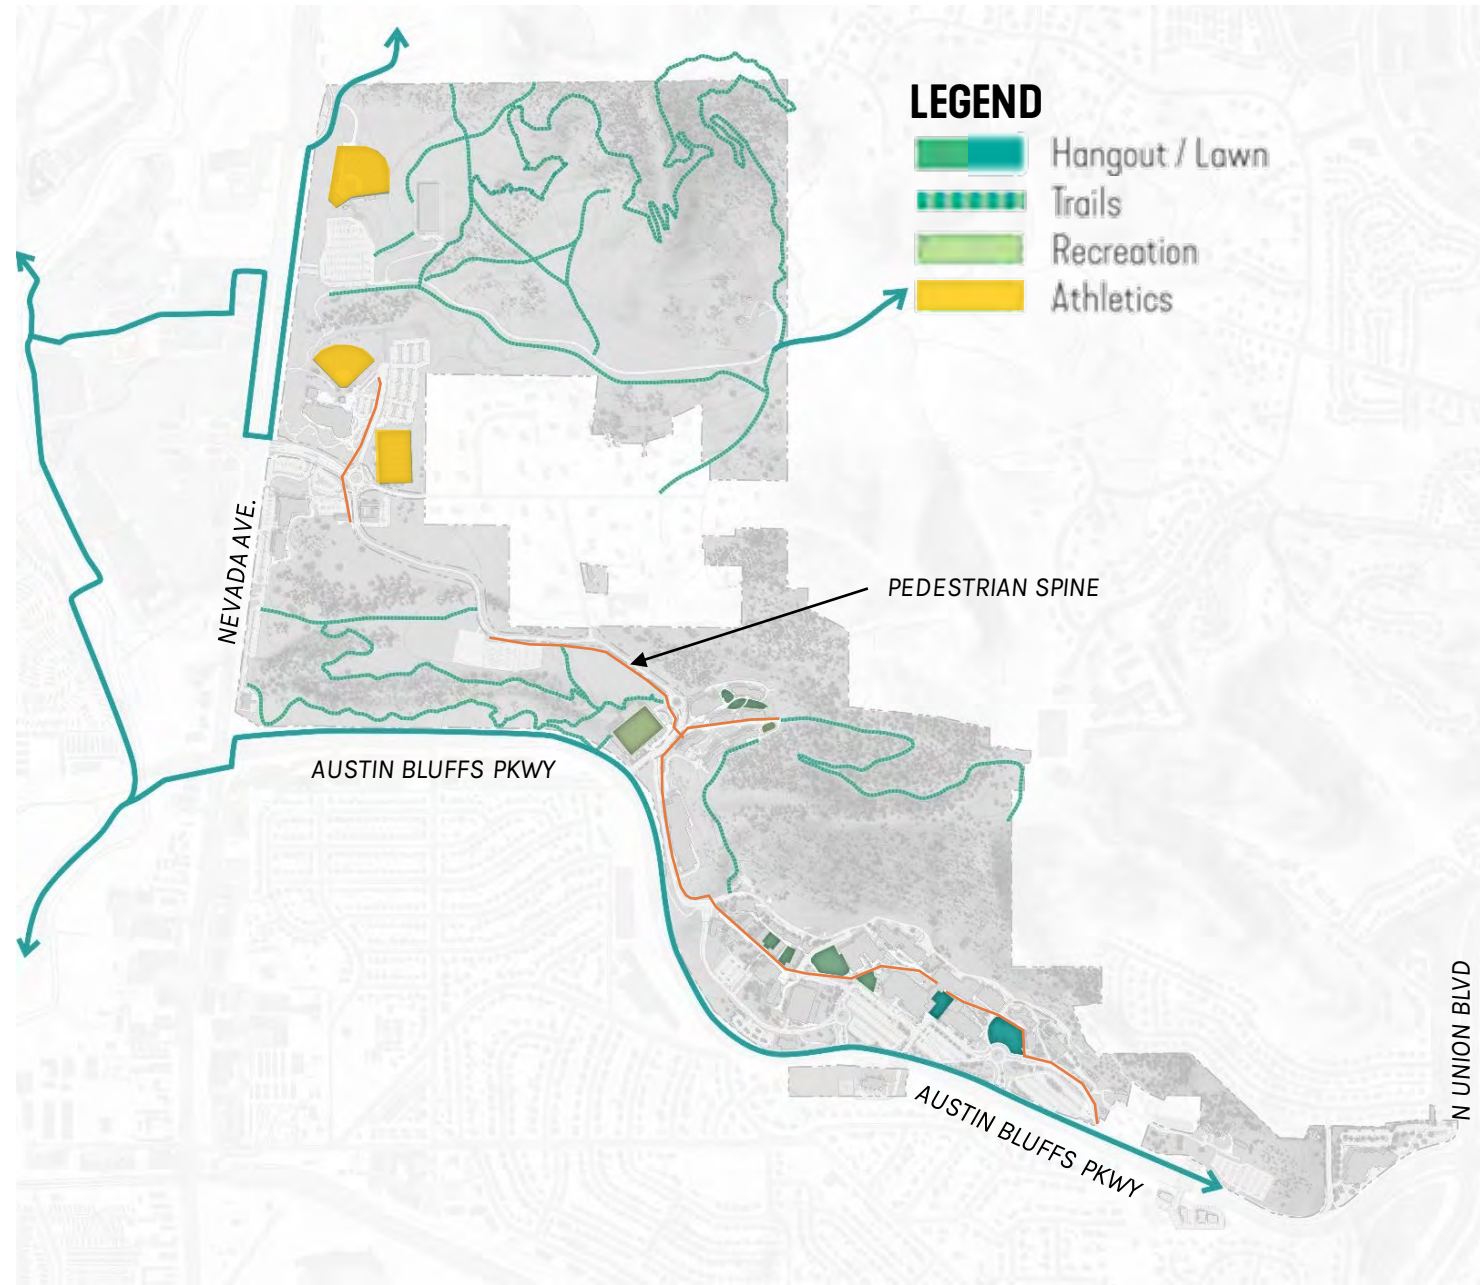 LEGEND
Hangout / Lawn
Trails
Recreation
Athletics
NEVADA AVE.
PEDESTRIAN SPINE
AUSTIN BLUFFS PKWY
AUSTIN BLUFFS PKWY
N UNION BLVD